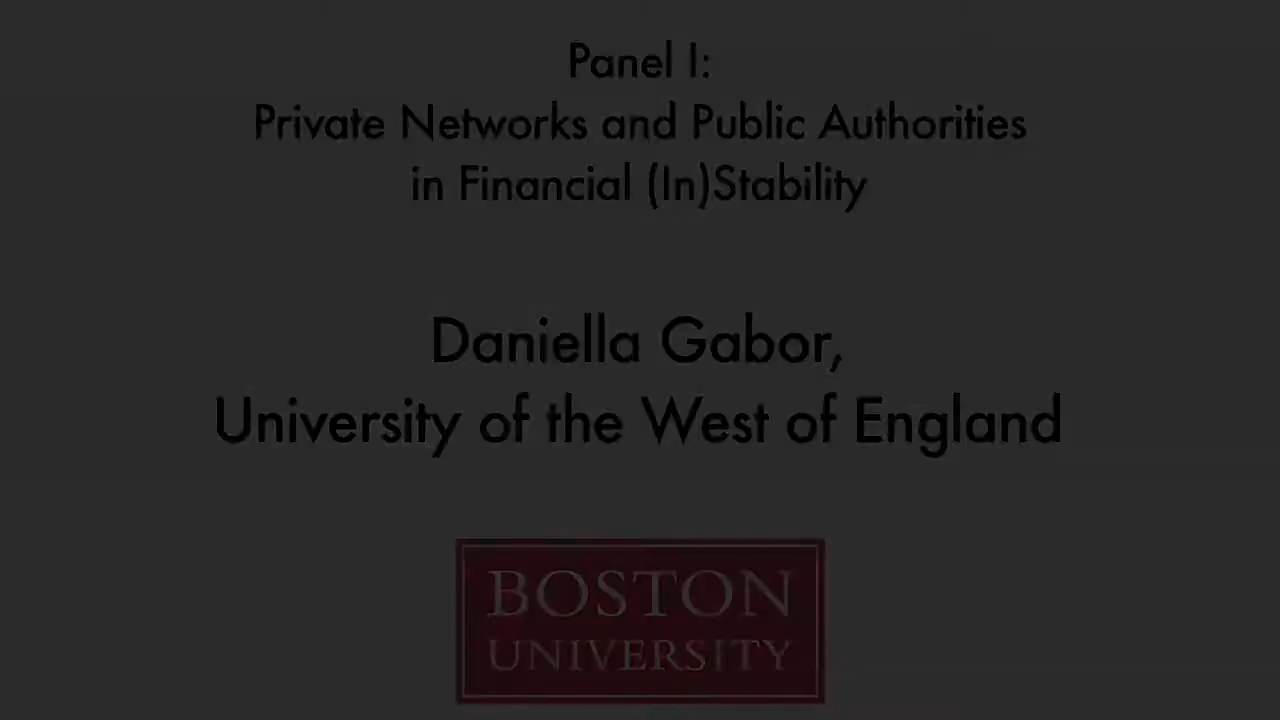 Panel I:
Private Networks and Public Authorities
in Financial (In)Stability
Daniella Gabor,
University of the West of England
BOSTON
UNIVERSITY